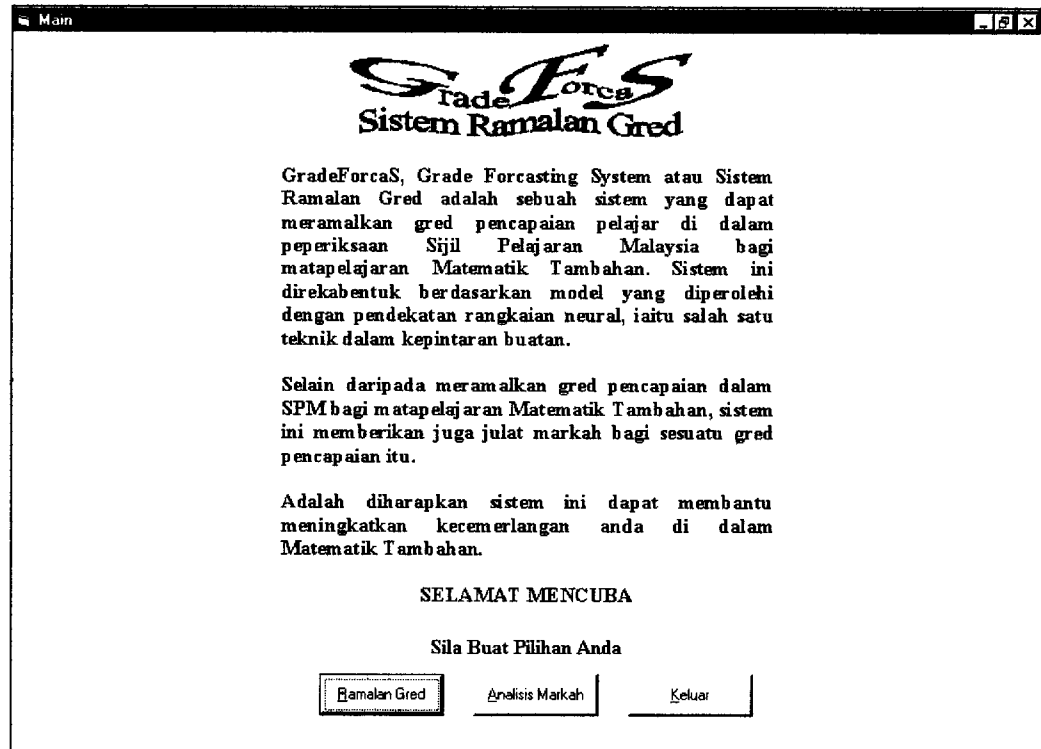 Main
GradeForcaS
Sistem Ramalan Gred
GradeForcaS, Grade Forcasting System atau Sistem
Ramalan Gred adalah sebuah sistem yang dapat
meramalkan gred pencapaian pelajar di dalam
peperiksaan Sijil Pelajaran Malaysia bagi
matapelajaran Matematik Tambahan. Sistem ini
direkabentuk berdasarkan model yang diperolehi
dengan pendekatan rangkaian neural, iaitu salah satu
teknik dalam kepintaran buatan.
Selain daripada meramalkan gred pencapaian dalam
SPM bagi matapelajaran Matematik Tambahan, sistem
ini memberikan juga julat markah bagi sesuatu gred
pencapaian itu.
Adalah diharapkan sistem ini dapat membantu
meningkatkan kecemerlangan anda di dalam
Matematik Tambahan.
SELAMAT MENCUBA
Sila Buat Pilihan Anda
Ramalan Gred Analisis Markah Keluar